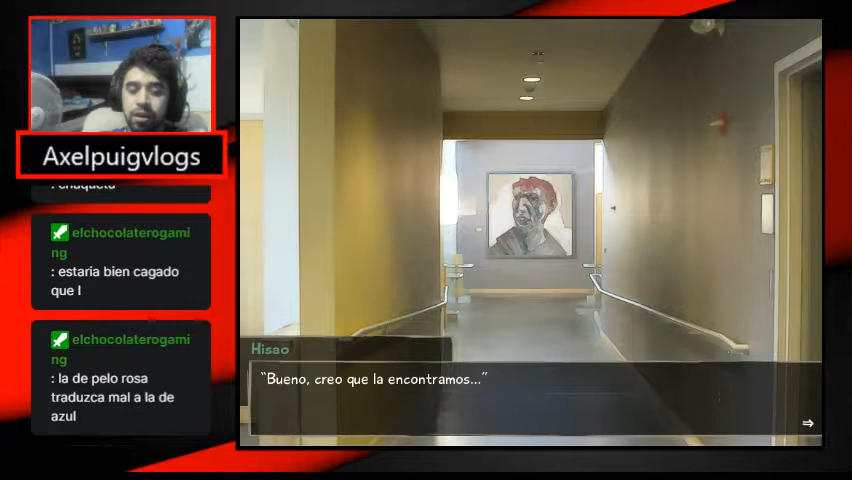 Axelpuigvlogs
: chaqueta
elchocolaterogami
ng
: estaria bien cagado
que l
elchocolaterogami
ng
: la de pelo rosa
traduzca mal a la de
azul
Hisao
“Bueno, creo que la encontramos...”